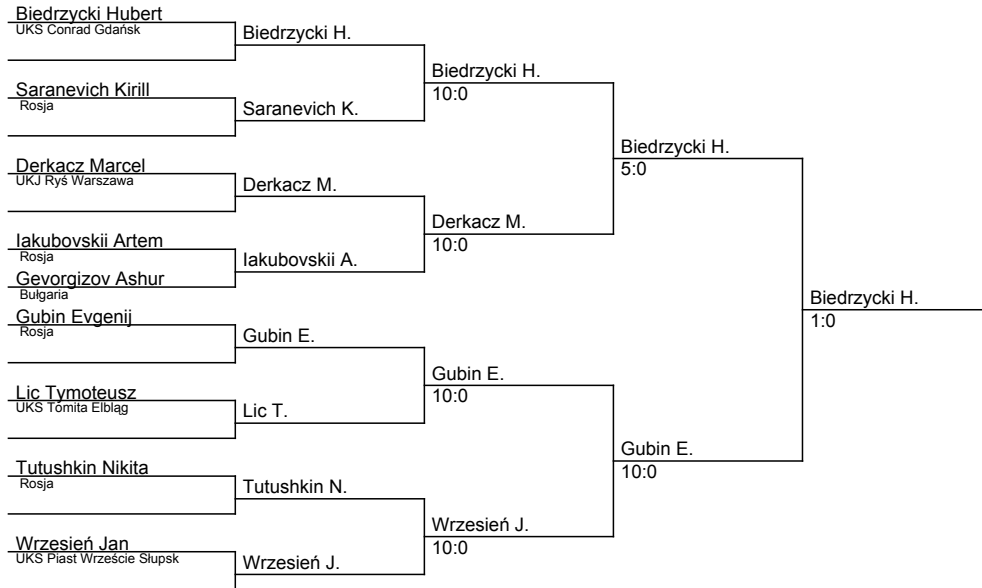 Biedrzycki Hubert
UKS Conrad Gdańsk
Saranevich Kirill
Rosja
Derkacz Marcel
UKJ Ryś Warszawa
Iakubovskii Artem
Rosja
Gevorgizov Ashur
Bułgaria
Gubin Evgenij
Rosja
Lic Tymoteusz
UKS Tomita Elbląg
Tutushkin Nikita
Rosja
Wrzesień Jan
UKS Piast Wrzeście Słupsk
Biedrzycki H.
Saranevich K.
Derkacz M.
Iakubovskii A.
Gubin E.
Lic T.
Tutushkin N.
Wrzesień J.
Biedrzycki H.
10:0
Derkacz M.
10:0
Gubin E.
10:0
Wrzesień J.
10:0
Biedrzycki H.
5:0
Gubin E.
10:0
Biedrzycki H.
1:0